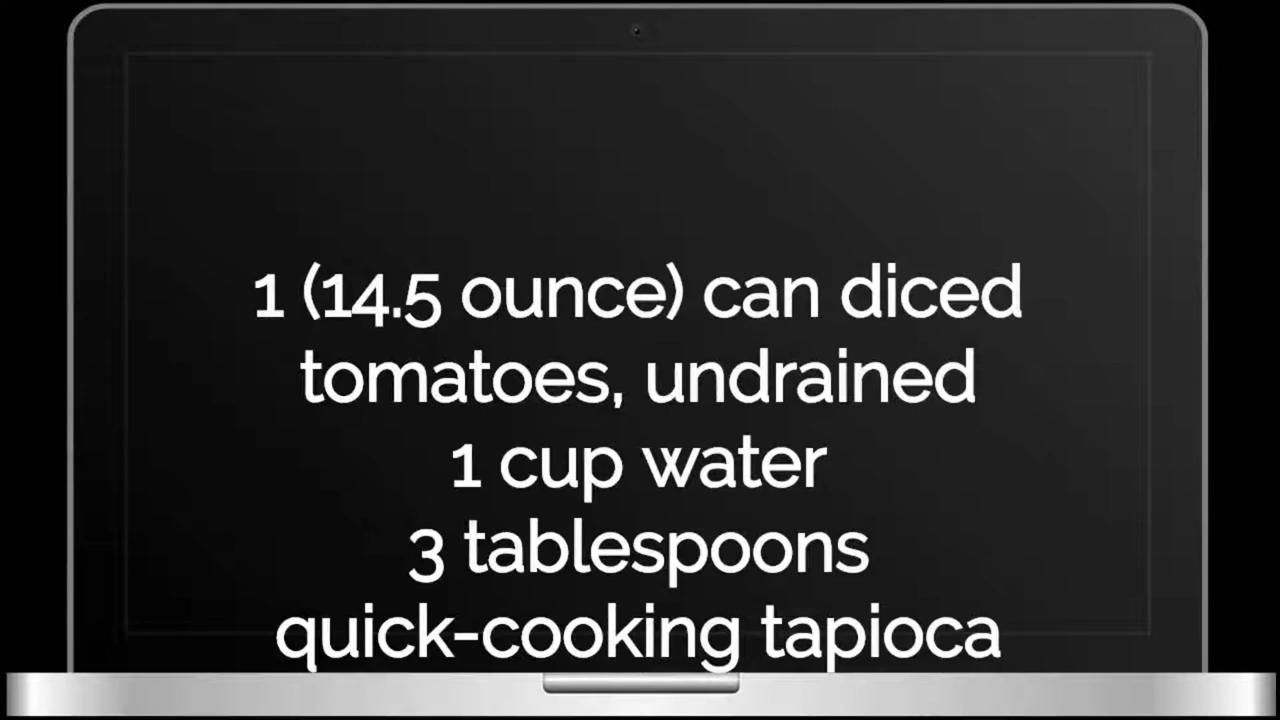 1 (14.5 ounce) can diced
tomatoes, undrained
1 cup water
3 tablespoons
quick-cooking tapioca